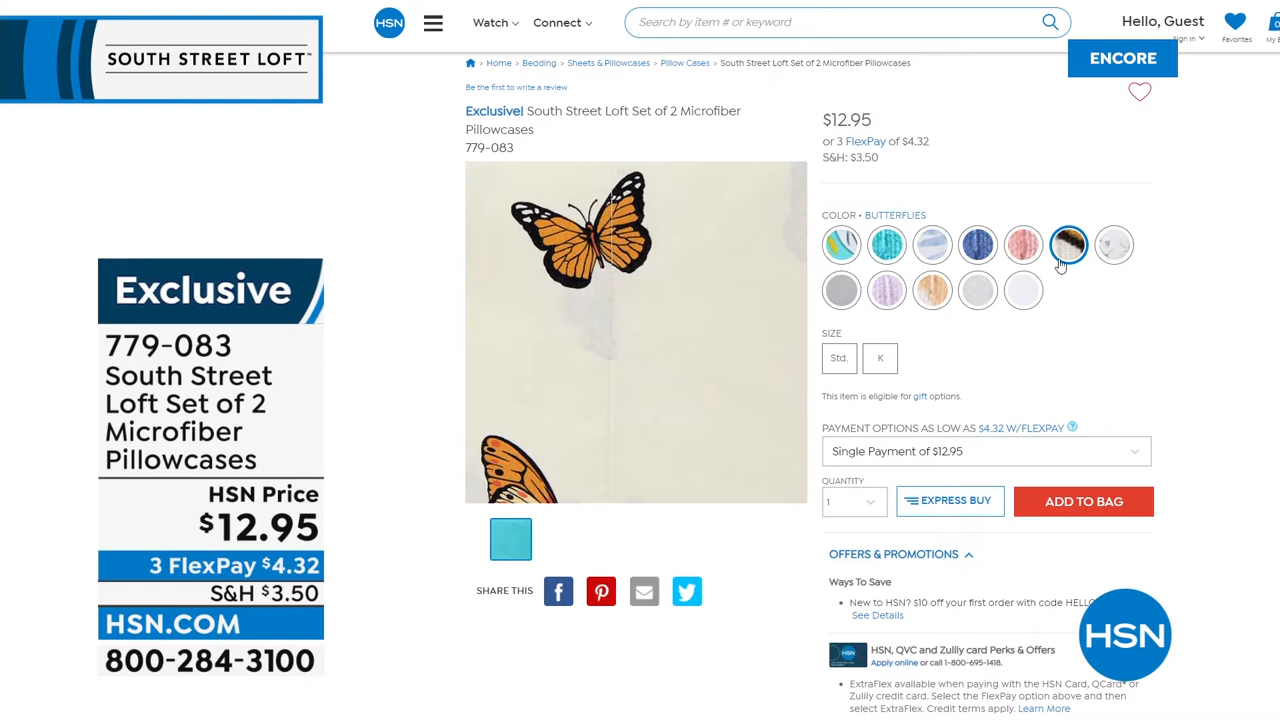 SOUTH STREET LOFT™
HSN
Watch
Connect
Search by item # or keyword
Hello, Guest
Sign In
Favorites
0
ENCORE
> Home > Bedding > Sheets & Pillowcases > Pillow Cases > South Street Loft Set of 2 Microfiber Pillowcases
Be the first to write a review
Exclusive! South Street Loft Set of 2 Microfiber
Pillowcases
779-083
$12.95
or 3 FlexPay of $4.32
S&H: $3.50
COLOR • BUTTERFLIES
SIZE
Std.
K
This item is eligible for gift options.
PAYMENT OPTIONS AS LOW AS $4.32 W/FLEXPAY ?
Single Payment of $12.95
QUANTITY
1
EXPRESS BUY
ADD TO BAG
OFFERS & PROMOTIONS
Ways To Save
• New to HSN? $10 off your first order with code
See Details
HSN, QVC and Zulily card Perks & Offers
Apply online or call 1-800-695-1418.
• ExtraFlex available when paying with the HSN Card, QCard® or
Zulily credit card. Select the FlexPay option above and then
select ExtraFlex. Credit terms apply. Learn More
SHARE THIS
Exclusive
779-083
South Street
Loft Set of 2
Microfiber
Pillowcases
HSN Price
$12.95
3 FlexPay $4.32
S&H $3.50
HSN.COM
800-284-3100
HSN